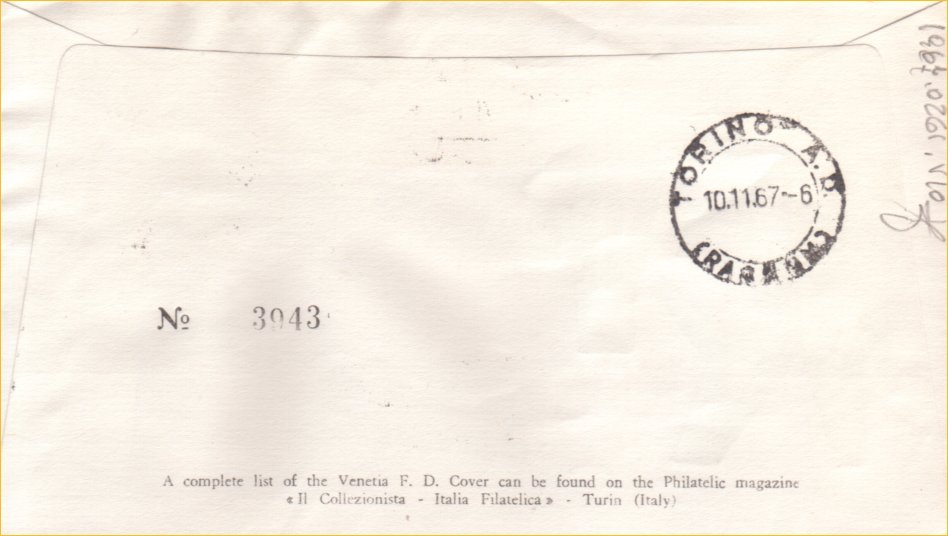 TORINO A.D.
10.11.67--6
№ 3943
A complete list of the Venetia F. D. Cover can be found on the Philatelic magazine
« Il Collezionista - Italia Filatelica » - Turin (Italy)